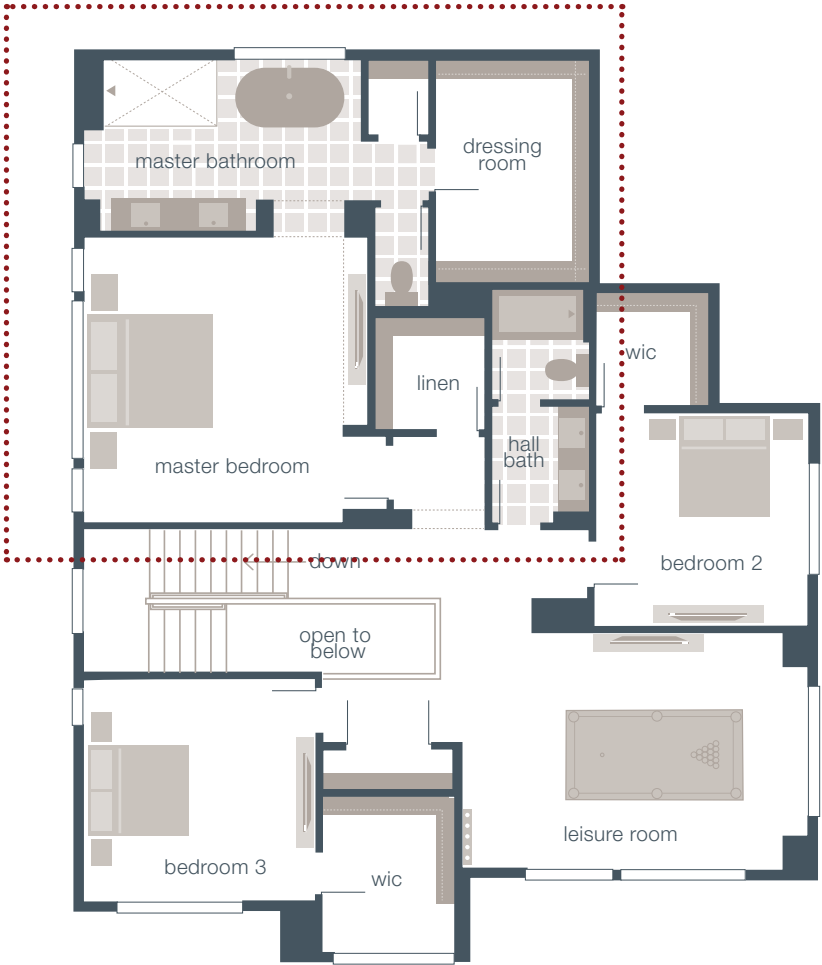 master bathroom
dressing
room
linen
wic
hall
bath
master bedroom
down
bedroom 2
open to
below
leisure room
bedroom 3
wic